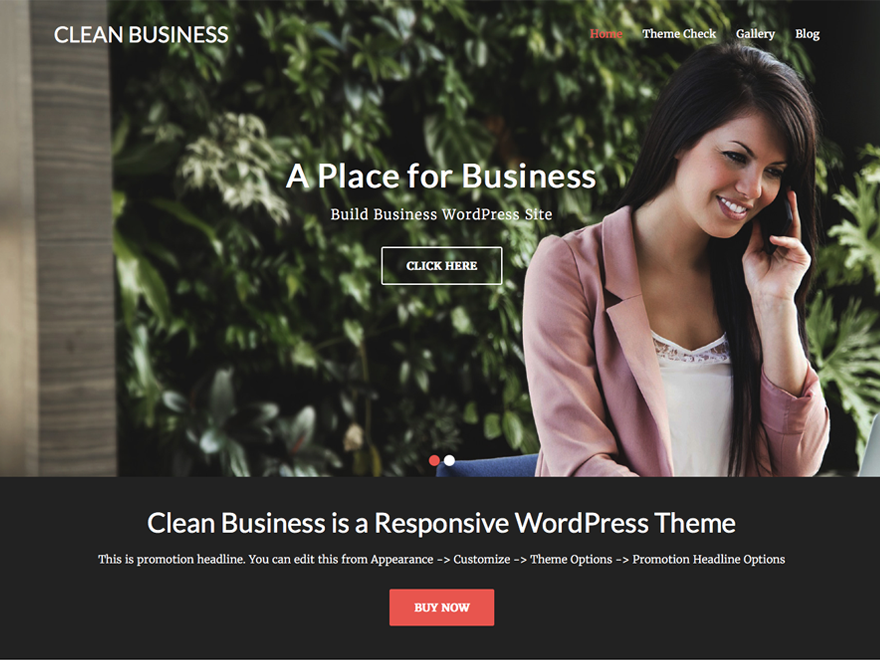 CLEAN BUSINESS
Home Theme Check Gallery Blog
A Place for Business
Build Business WordPress Site
CLICK HERE
Clean Business is a Responsive WordPress Theme
This is promotion headline. You can edit this from Appearance -> Customize -> Theme Options -> Promotion Headline Options
BUY NOW